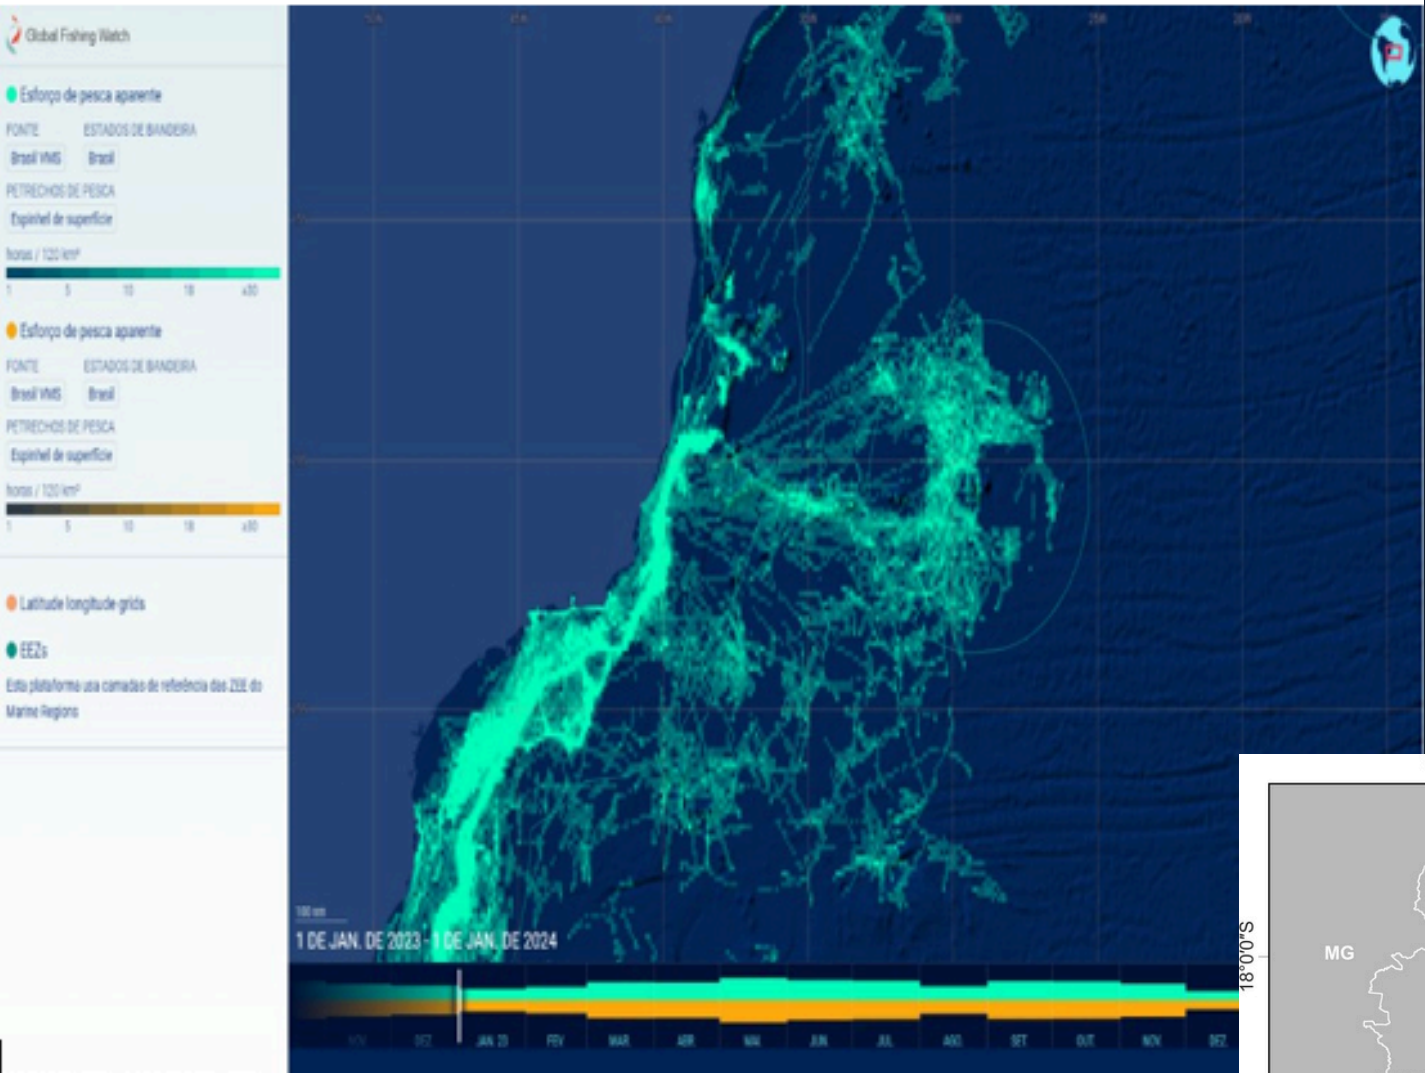 Global Fishing Watch
Esforço de pesca aparente
FONTE ESTADOS DE BANDEIRA
Brasil VMS Brasil
PETRECHOS DE PESCA
Espinhel de superfície
horas / 120 km²
1 5 10 18 ≥30
Esforço de pesca aparente
FONTE ESTADOS DE BANDEIRA
Brasil VMS Brasil
PETRECHOS DE PESCA
Espinhel de superfície
horas / 120 km²
1 5 10 18 ≥30
Latitude longitude grids
EEZs
Esta plataforma usa camadas de referência das ZEE do
Marine Regions
100 nm
1 DE JAN. DE 2023 - 1 DE JAN. DE 2024
NOV. DEZ. JAN. 23 FEV MAR. ABR. MAI JUN. JUL. AGO. SET. OUT. NOV. DEZ.
18°0'0"S
MG